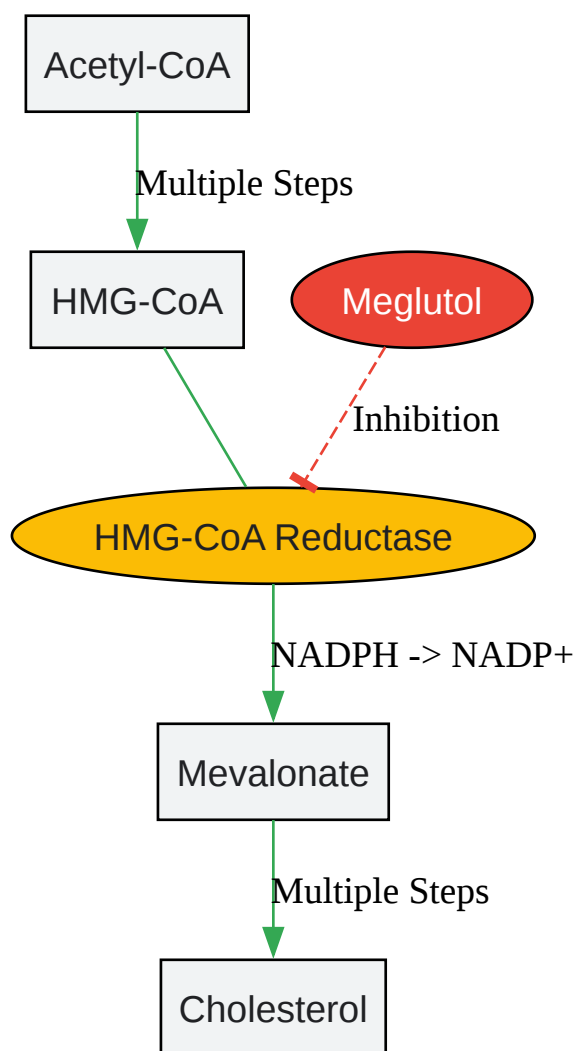 Acetyl-CoA
Multiple Steps
HMG-CoA
Meglutol
Inhibition
HMG-CoA Reductase
NADPH -> NADP+
Mevalonate
Multiple Steps
Cholesterol